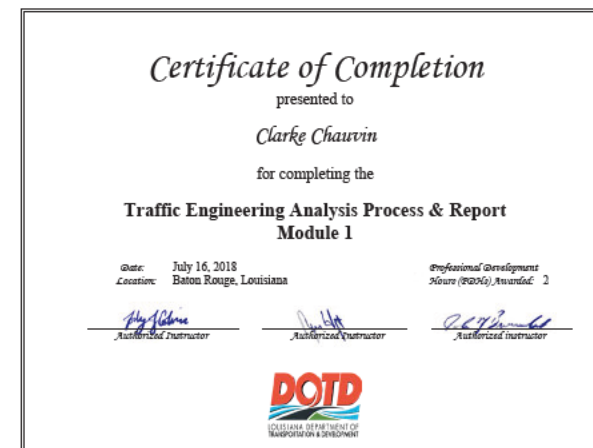 Certificate of Completion
presented to
Clarke Chauvin
for completing the
Traffic Engineering Analysis Process & Report
Module 1
Date: July 16, 2018
Location: Baton Rouge, Louisiana
Professional Development
Hours (PDHs) Awarded: 2
Authorized Instructor
Authorized Instructor
Authorized instructor
DOTD
LOUISIANA DEPARTMENT OF
TRANSPORTATION & DEVELOPMENT